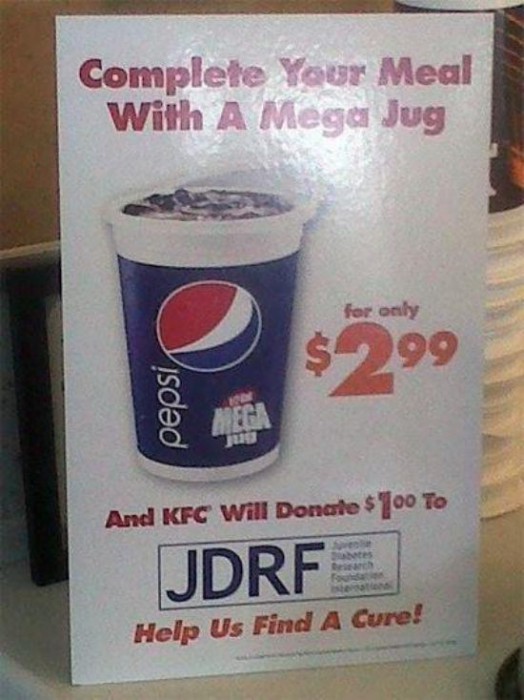 Complete Your Meal
With A Mega Jug
for only
$2.99
pepsi
MEGA
jug
And KFC® Will Donate $1.00 To
JDRF
Juvenile
Diabetes
Research
Foundation
International
Help Us Find A Cure!